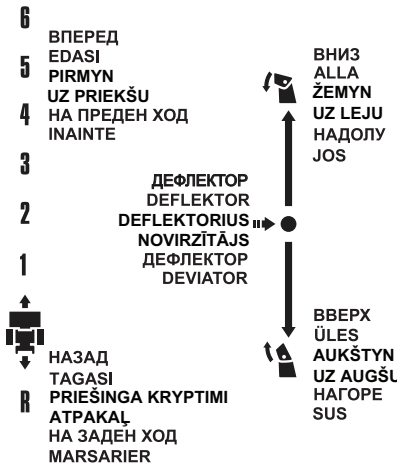 6
5
4
3
2
1
R
ВПЕРЕД
EDASI
PIRMYN
UZ PRIEKŠU
НА ПРЕДЕН ХОД
INAINTE
НАЗАД
TAGASI
PRIEŠINGA KRYPTIMI
ATPAKAĻ
НА ЗАДЕН ХОД
MARSARIER
ДЕФЛЕКТОР
DEFLEKTOR
DEFLEKTORIUS
NOVIRZĪTĀJS
ДЕФЛЕКТОР
DEVIATOR
ВНИЗ
ALLA
ŽEMYN
UZ LEJU
НАДОЛУ
JOS
ВВЕРХ
ÜLES
AUKŠTYN
UZ AUGŠU
НАГОРЕ
SUS